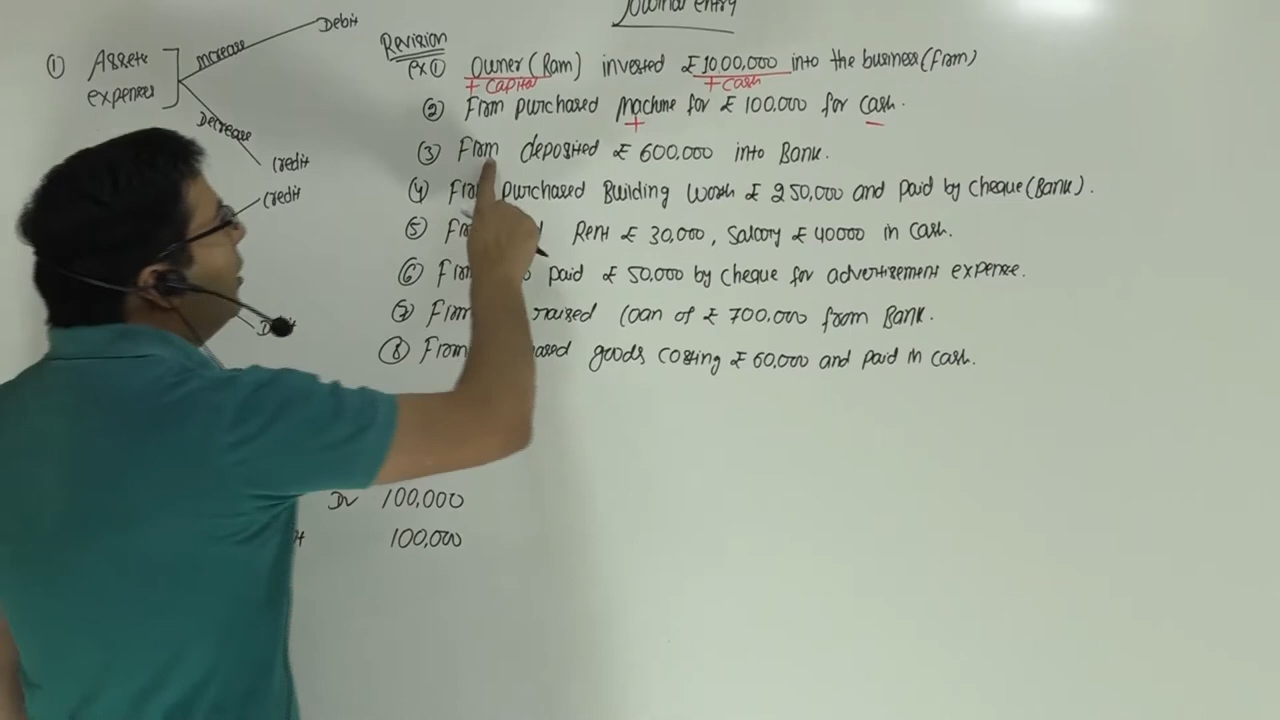 Journal entry
Revision
① Assets
expenses
increase
Debit
Decrease
Credit
Credit
ex① Owner (Ram) invested £ 10,00,000 into the business (firm)
+ capital + cash
② Firm purchased machine for £ 100,000 for cash.
+ −
③ Firm deposited £ 600,000 into Bank.
④ Firm purchased Building worth £ 250,000 and paid by cheque (Bank).
⑤ Rent £ 30,000, Salary £ 40000 in cash.
⑥ paid £ 50,000 by cheque for advertisement expense.
⑦ Firm raised loan of £ 700,000 from Bank.
⑧ Firm goods costing £ 60,000 and paid in cash.
Dr 100,000
100,000